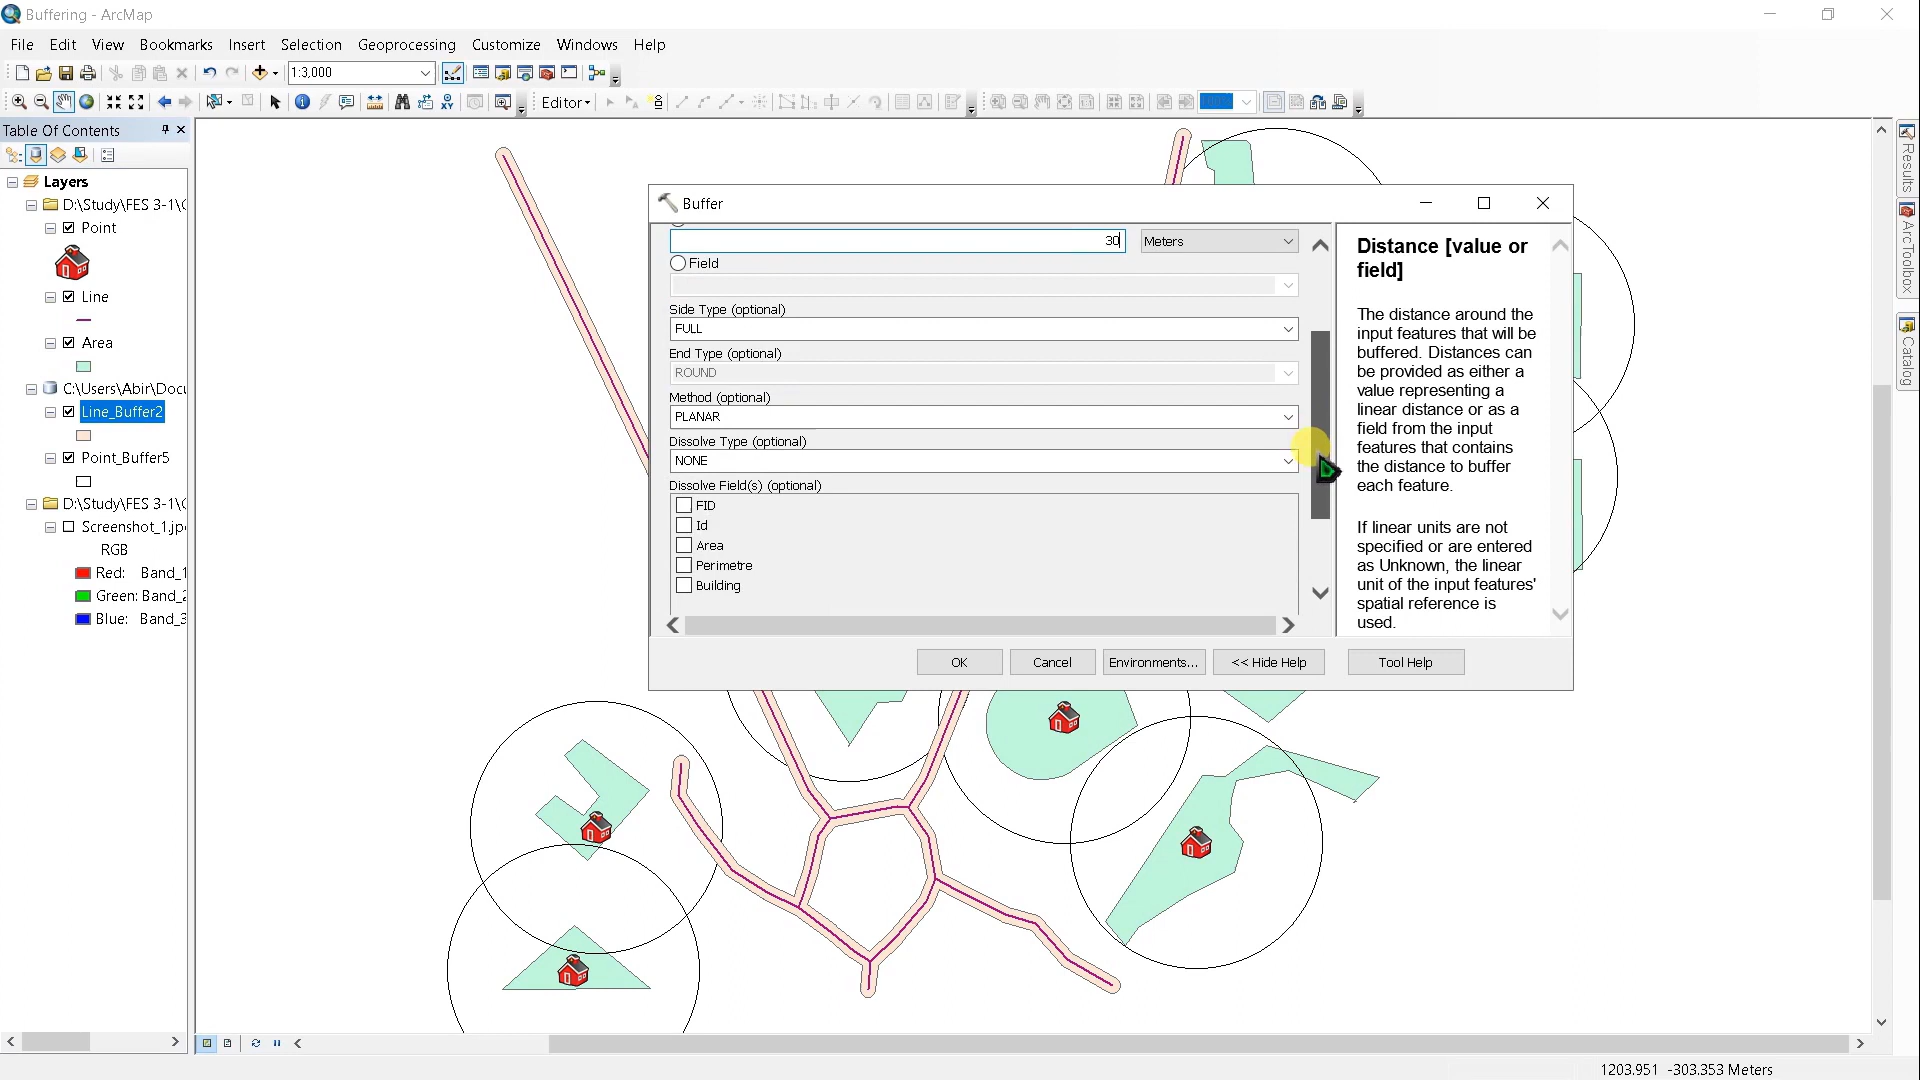 Buffering - ArcMap
File Edit View Bookmarks Insert Selection Geoprocessing Customize Windows Help
1:3,000
Editor
Table Of Contents
Layers
D:\Study\FES 3-1\
Point
Line
Area
C:\Users\Abir\Doc
Line_Buffer2
Point_Buffer5
D:\Study\FES 3-1\
Screenshot_1.jp
RGB
Red: Band_1
Green: Band_2
Blue: Band_3
Buffer
30 Meters
Field
Side Type (optional)
FULL
End Type (optional)
ROUND
Method (optional)
PLANAR
Dissolve Type (optional)
NONE
Dissolve Field(s) (optional)
FID
Id
Area
Perimetre
Building
OK Cancel Environments... << Hide Help Tool Help
Distance [value or
field]
The distance around the
input features that will be
buffered. Distances can
be provided as either a
value representing a
linear distance or as a
field from the input
features that contains
the distance to buffer
each feature.
If linear units are not
specified or are entered
as Unknown, the linear
unit of the input features'
spatial reference is
used.
Results
ArcToolbox
Catalog
1203.951 -303.353 Meters